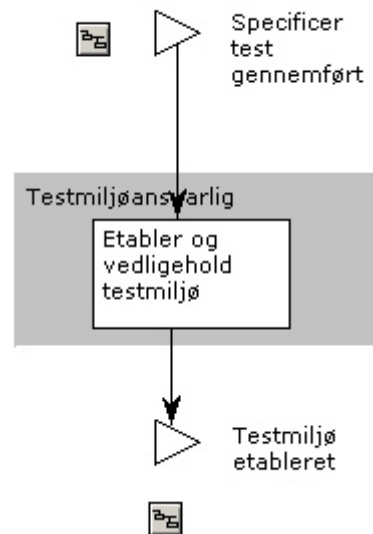 Specificer
test
gennemført
Testmiljøansvarlig
Etabler og
vedligehold
testmiljø
Testmiljø
etableret